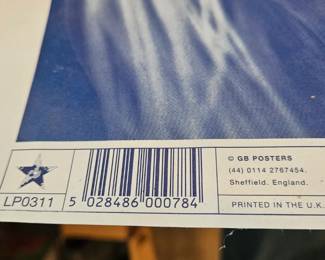 © GB POSTERS
(44) 0114 2767454.
Sheffield. England.
LP0311
5 028486 000784
PRINTED IN THE U.K.